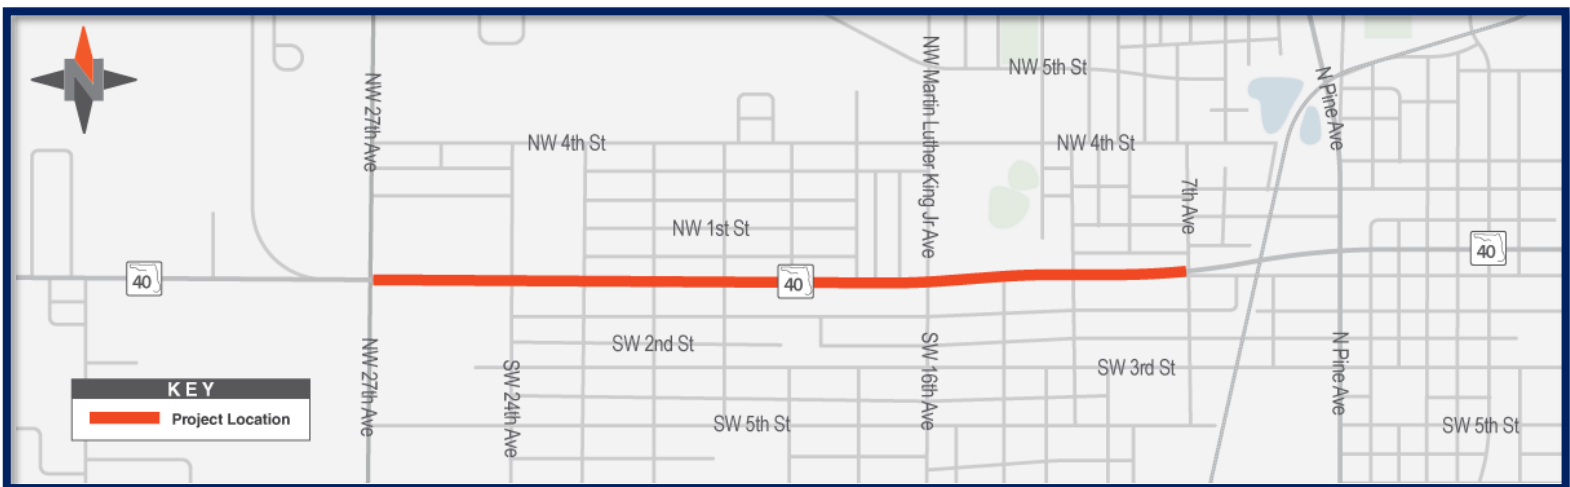 N
NW 27th Ave
NW Martin Luther King Jr Ave
NW 5th St
N Pine Ave
NW 4th St
NW 4th St
7th Ave
NW 1st St
40
40
40
NW 27th Ave
SW 24th Ave
SW 2nd St
SW 16th Ave
SW 3rd St
N Pine Ave
SW 5th St
SW 5th St
KEY
Project Location